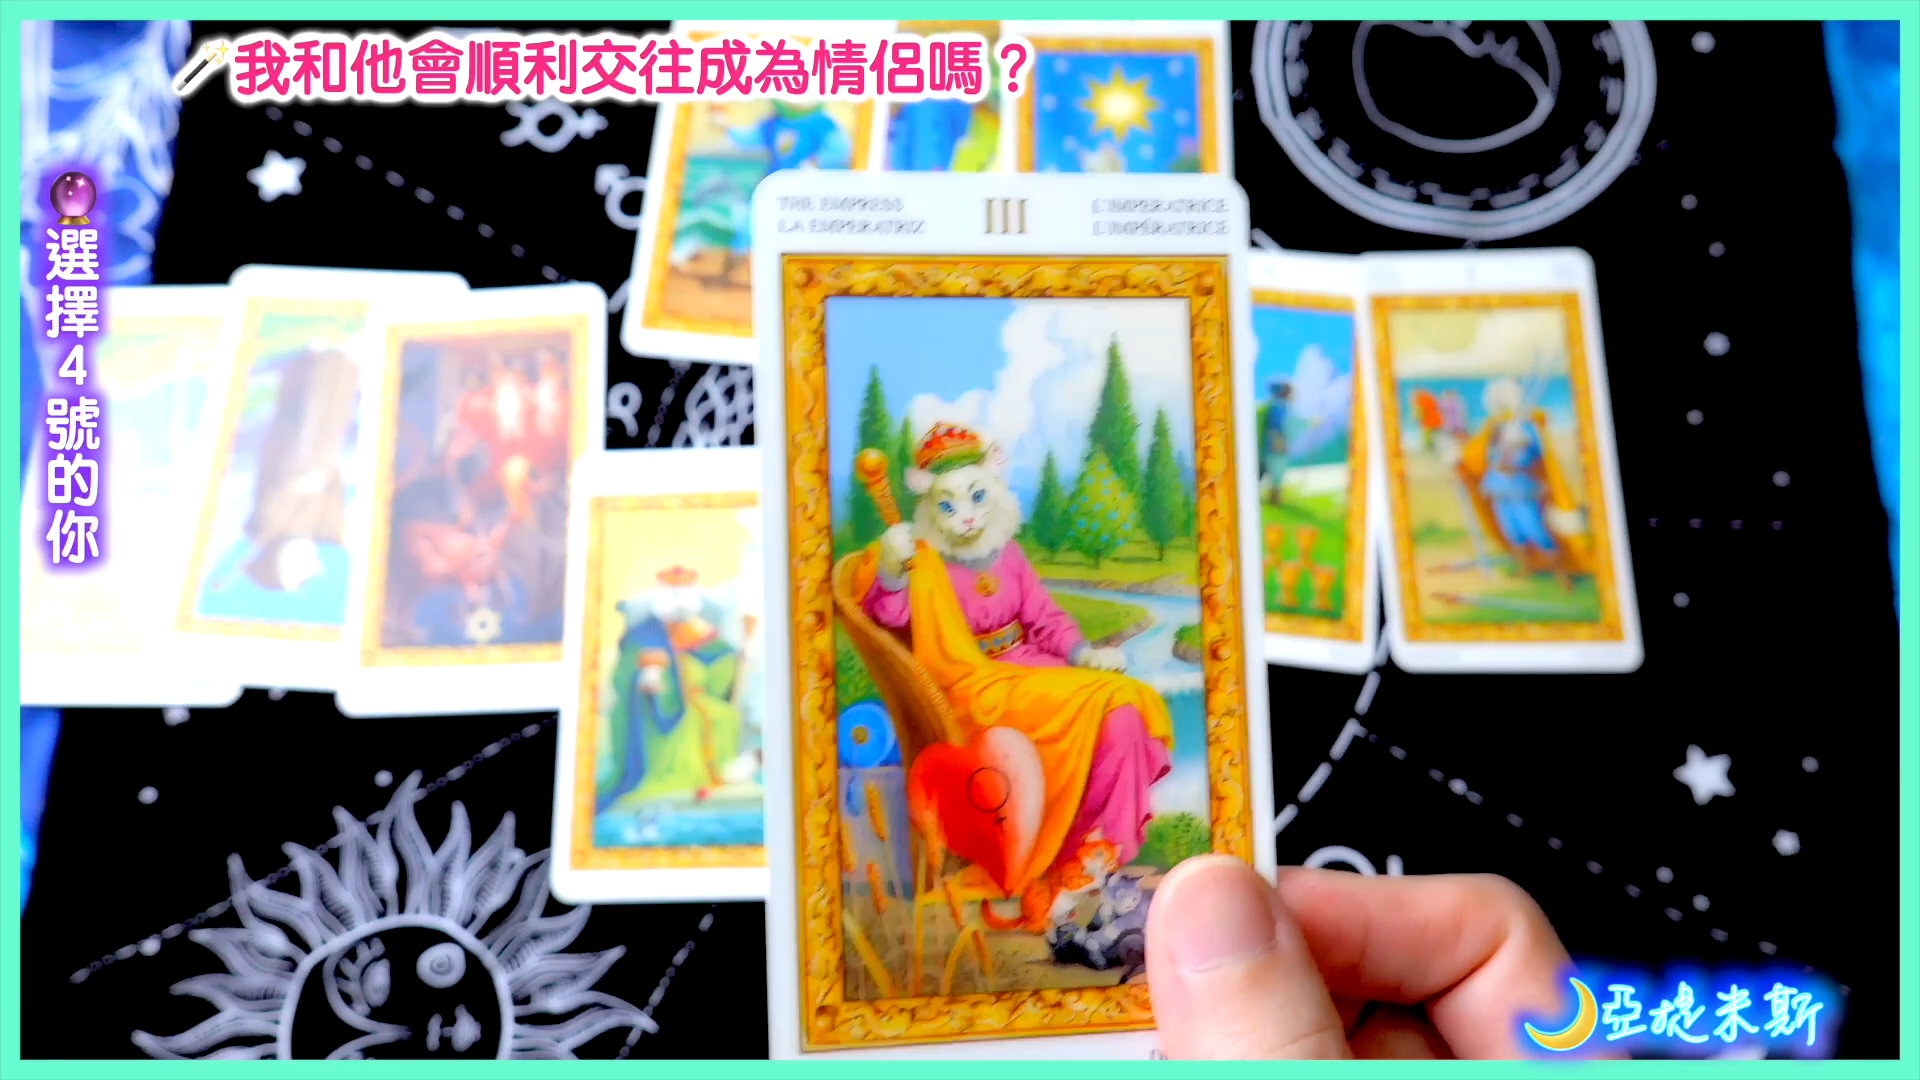 我和他會順利交往成為情侶嗎？
選擇4號的你
THE EMPRESS
LA EMPERATRIZ
III
L'IMPERATRICE
L'IMPÉRATRICE
亞提米斯